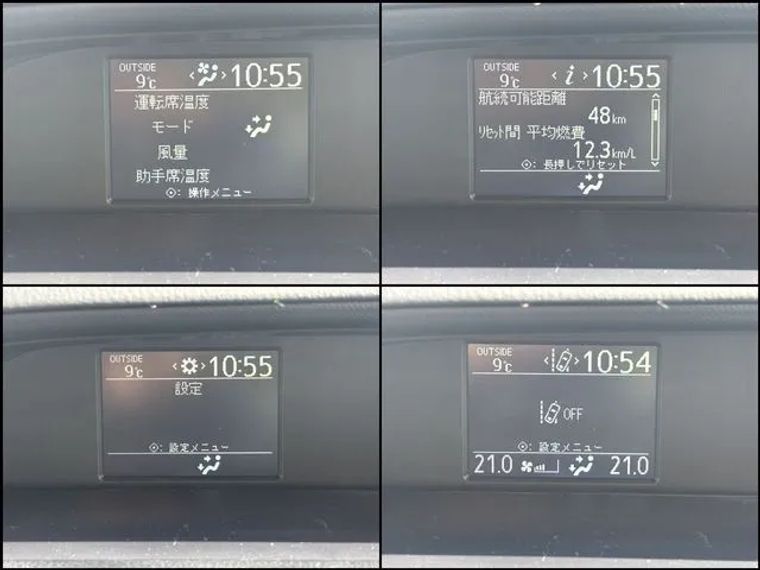 OUTSIDE
9℃
< > 10:55
運転席温度
モード
風量
助手席温度
: 操作メニュー
OUTSIDE
9℃
< i > 10:55
航続可能距離
48km
リセット間 平均燃費
12.3km/L
: 長押しでリセット
OUTSIDE
9℃
< > 10:55
設定
: 設定メニュー
OUTSIDE
9℃
< > 10:54
OFF
: 設定メニュー
21.0 21.0